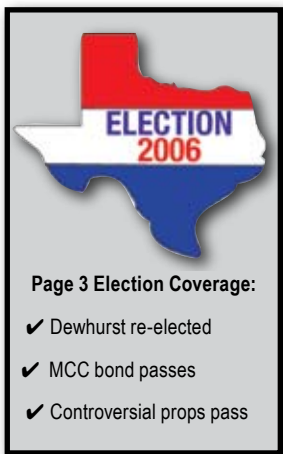 ELECTION
2006
Page 3 Election Coverage:
✔ Dewhurst re-elected
✔ MCC bond passes
✔ Controversial props pass